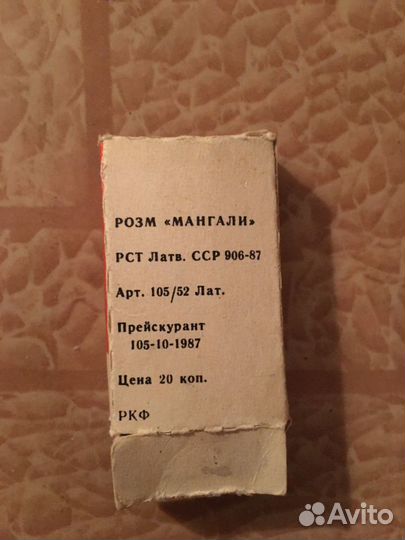 РОЗМ «МАНГАЛИ»
РСТ Латв. ССР 906-87
Арт. 105/52 Лат.
Прейскурант
105-10-1987
Цена 20 коп.
РКФ
Avito